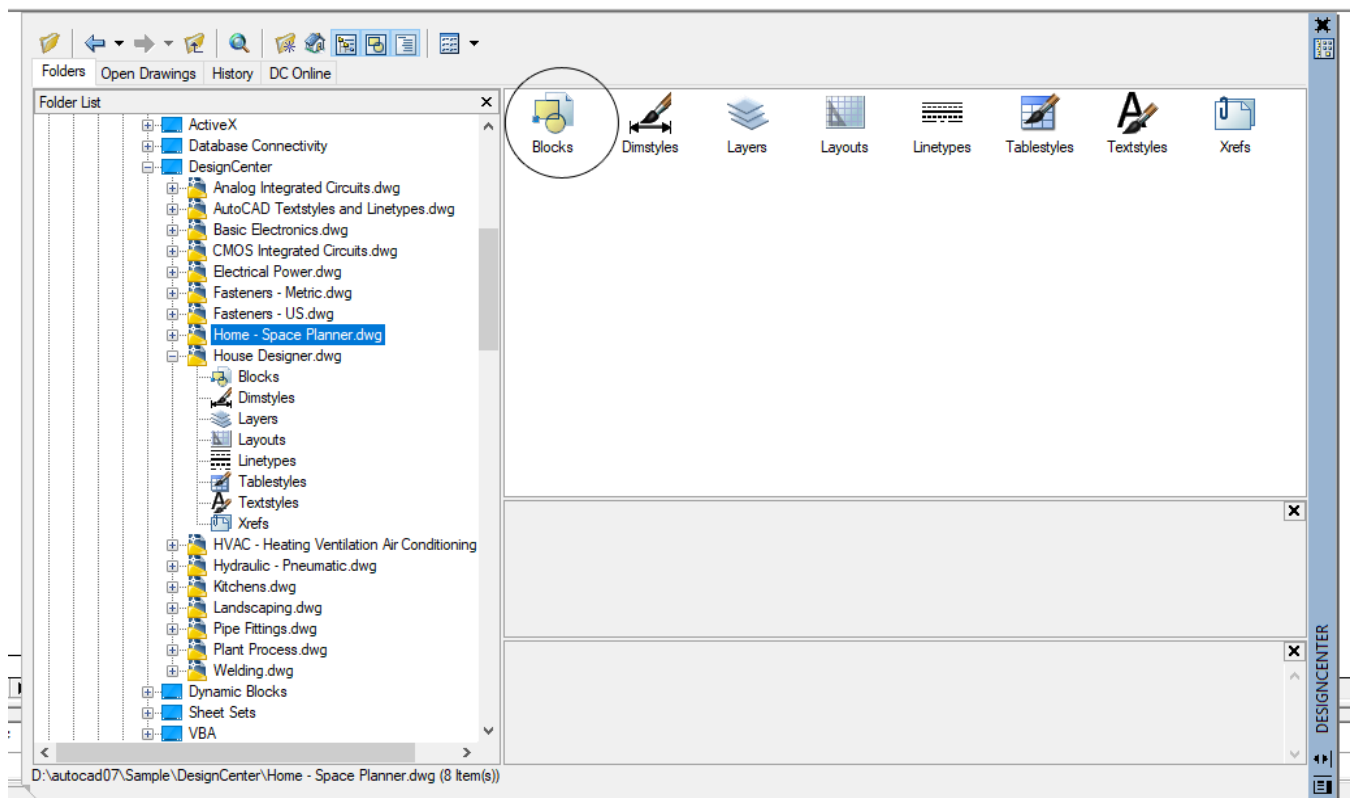 Folders Open Drawings History DC Online
Folder List
ActiveX
Database Connectivity
DesignCenter
Analog Integrated Circuits.dwg
AutoCAD Textstyles and Linetypes.dwg
Basic Electronics.dwg
CMOS Integrated Circuits.dwg
Electrical Power.dwg
Fasteners - Metric.dwg
Fasteners - US.dwg
Home - Space Planner.dwg
House Designer.dwg
Blocks
Dimstyles
Layers
Layouts
Linetypes
Tablestyles
Textstyles
Xrefs
HVAC - Heating Ventilation Air Conditioning
Hydraulic - Pneumatic.dwg
Kitchens.dwg
Landscaping.dwg
Pipe Fittings.dwg
Plant Process.dwg
Welding.dwg
Dynamic Blocks
Sheet Sets
VBA
Blocks Dimstyles Layers Layouts Linetypes Tablestyles Textstyles Xrefs
DESIGNCENTER
D:\autocad07\Sample\DesignCenter\Home - Space Planner.dwg (8 Item(s))